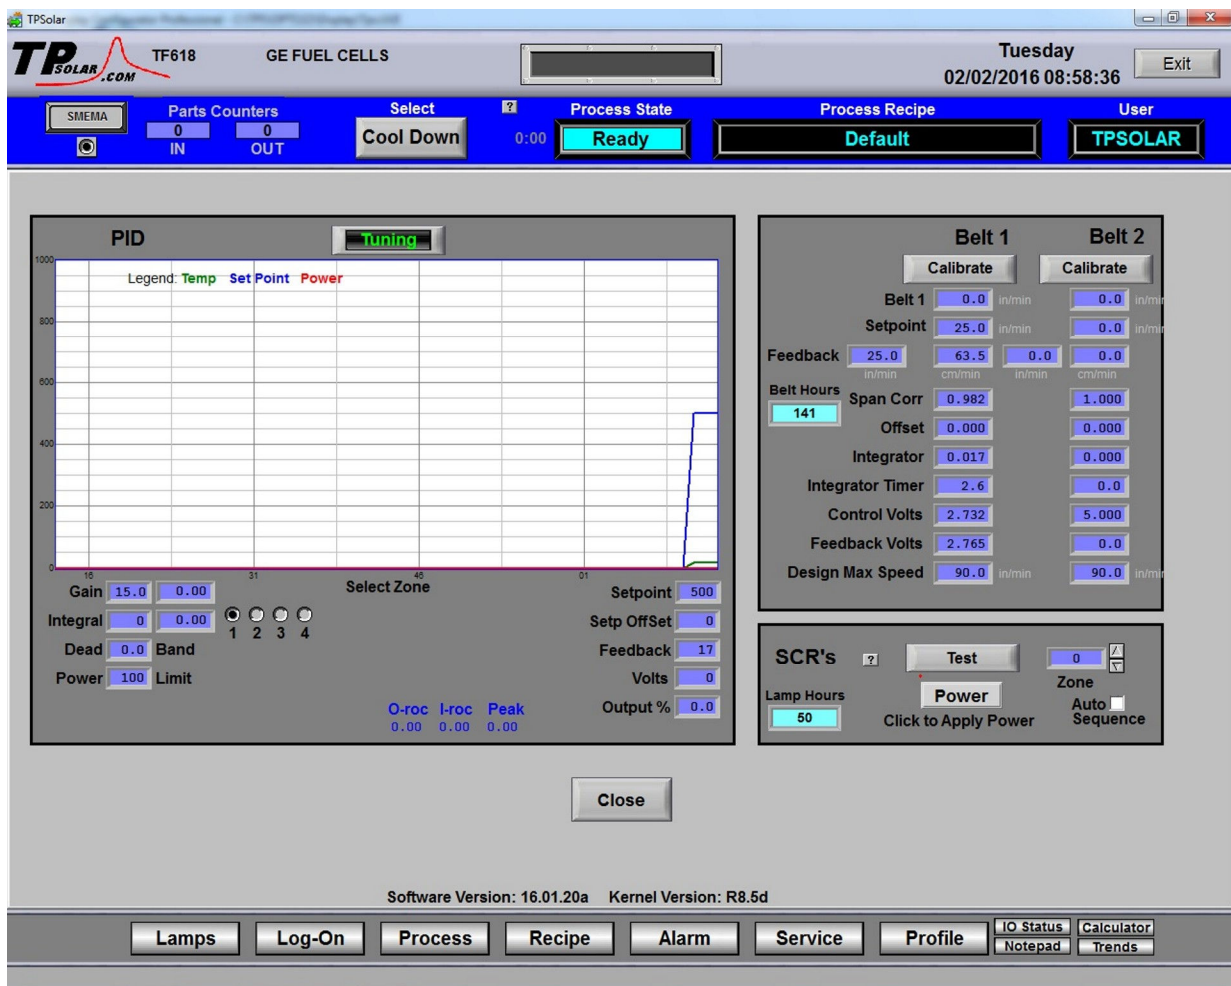 TPSolar
TP SOLAR .COM
TF618
GE FUEL CELLS
Tuesday
02/02/2016 08:58:36
Exit
SMEMA
Parts Counters
0 0
IN OUT
Select
Cool Down
?
0:00
Process State
Ready
Process Recipe
Default
User
TPSOLAR
PID
Tuning
Legend: Temp Set Point Power
1000
800
600
400
200
0
16 31 46 01
Select Zone
Gain 15.0 0.00
Integral 0 0.00
Dead 0.0 Band
Power 100 Limit
1 2 3 4
O-roc I-roc Peak
0.00 0.00 0.00
Setpoint 500
Setp OffSet 0
Feedback 17
Volts 0
Output % 0.0
Belt 1 Belt 2
Calibrate Calibrate
Belt 1 0.0 in/min 0.0 in/min
Setpoint 25.0 in/min 0.0 in/min
Feedback 25.0 63.5 0.0 0.0
in/min cm/min in/min cm/min
Belt Hours
141
Span Corr 0.982 1.000
Offset 0.000 0.000
Integrator 0.017 0.000
Integrator Timer 2.6 0.0
Control Volts 2.732 5.000
Feedback Volts 2.765 0.0
Design Max Speed 90.0 in/min 90.0 in/min
SCR's ? Test 0
Zone
Lamp Hours
50
Power
Click to Apply Power
Auto
Sequence
Close
Software Version: 16.01.20a Kernel Version: R8.5d
Lamps Log-On Process Recipe Alarm Service Profile
IO Status Calculator
Notepad Trends